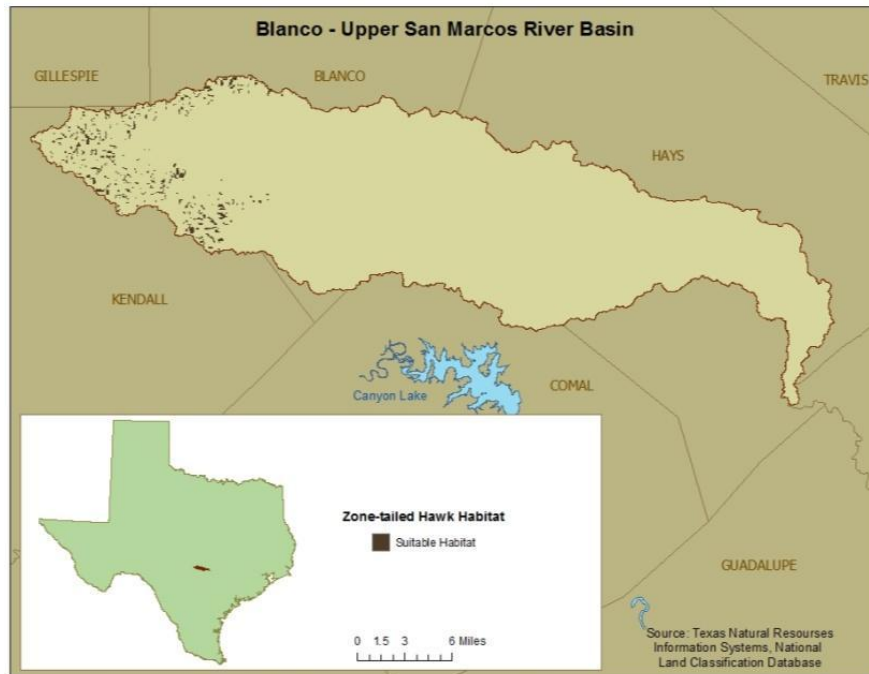 Blanco - Upper San Marcos River Basin
GILLESPIE
BLANCO
TRAVIS
HAYS
KENDALL
Canyon Lake
COMAL
GUADALUPE
Zone-tailed Hawk Habitat
Suitable Habitat
0 1.5 3 6 Miles
Source: Texas Natural Resourses
Information Systems, National
Land Classification Database